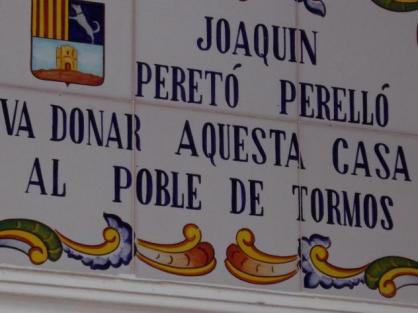 JOAQUIN
PERETÓ PERELLÓ
VA DONAR AQUESTA CASA
AL POBLE DE TORMOS